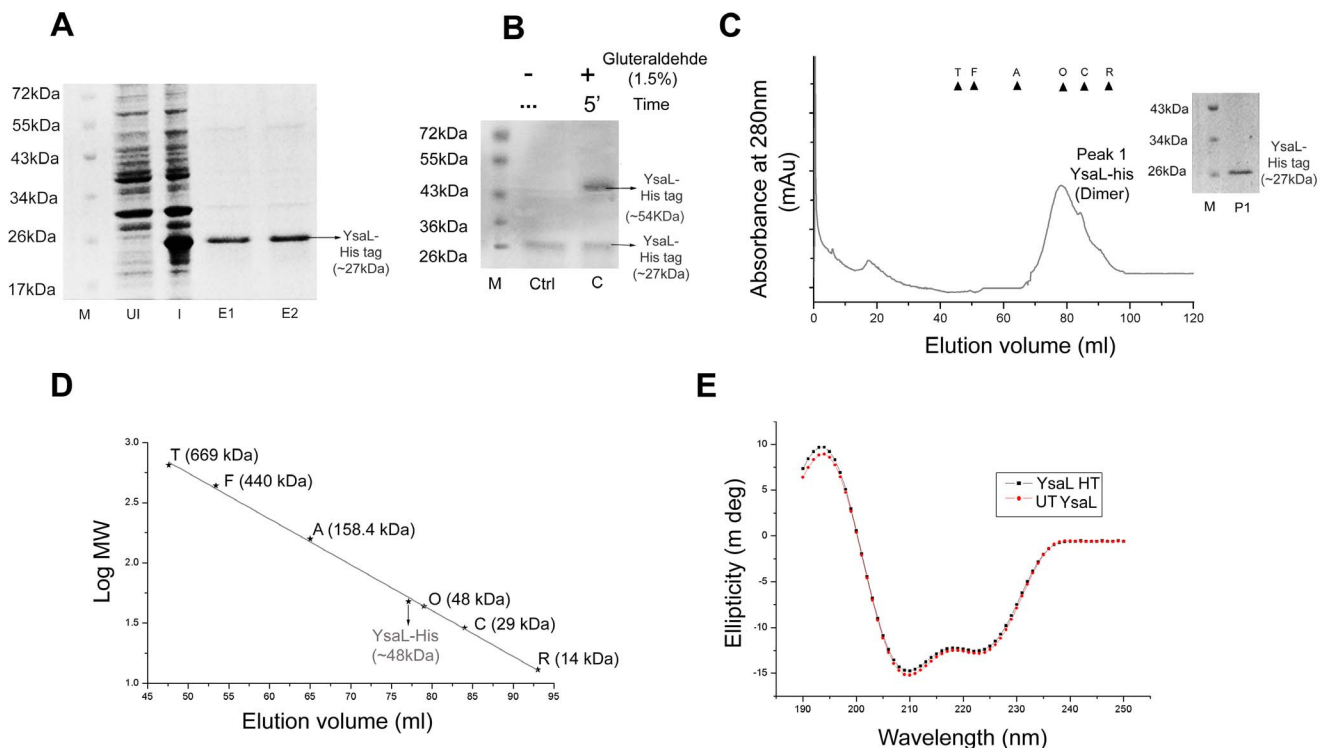 A
72kDa
55kDa
43kDa
34kDa
26kDa
17kDa
YsaL-
His tag
(~27kDa)
M UI I E1 E2
B
- + Gluteraldehde
(1.5%)
... 5' Time
72kDa
55kDa
43kDa
36kDa
26kDa
YsaL-
His tag
(~54KDa)
YsaL-
His tag
(~27kDa)
M Ctrl C
C
Absorbance at 280nm
(mAu)
T F A O C R
Peak 1
YsaL-his
(Dimer)
43kDa
34kDa
26kDa
YsaL-
His tag
(~27kDa)
M P1
0 20 40 60 80 100 120
Elution volume (ml)
D
Log MW
3.0
2.5
2.0
1.5
1.0
T (669 kDa)
F (440 kDa)
A (158.4 kDa)
O (48 kDa)
C (29 kDa)
YsaL-His
(~48kDa)
R (14 kDa)
45 50 55 60 65 70 75 80 85 90 95
Elution volume (ml)
E
Ellipticity (m deg)
10
5
0
-5
-10
-15
YsaL HT
UT YsaL
190 200 210 220 230 240 250
Wavelength (nm)